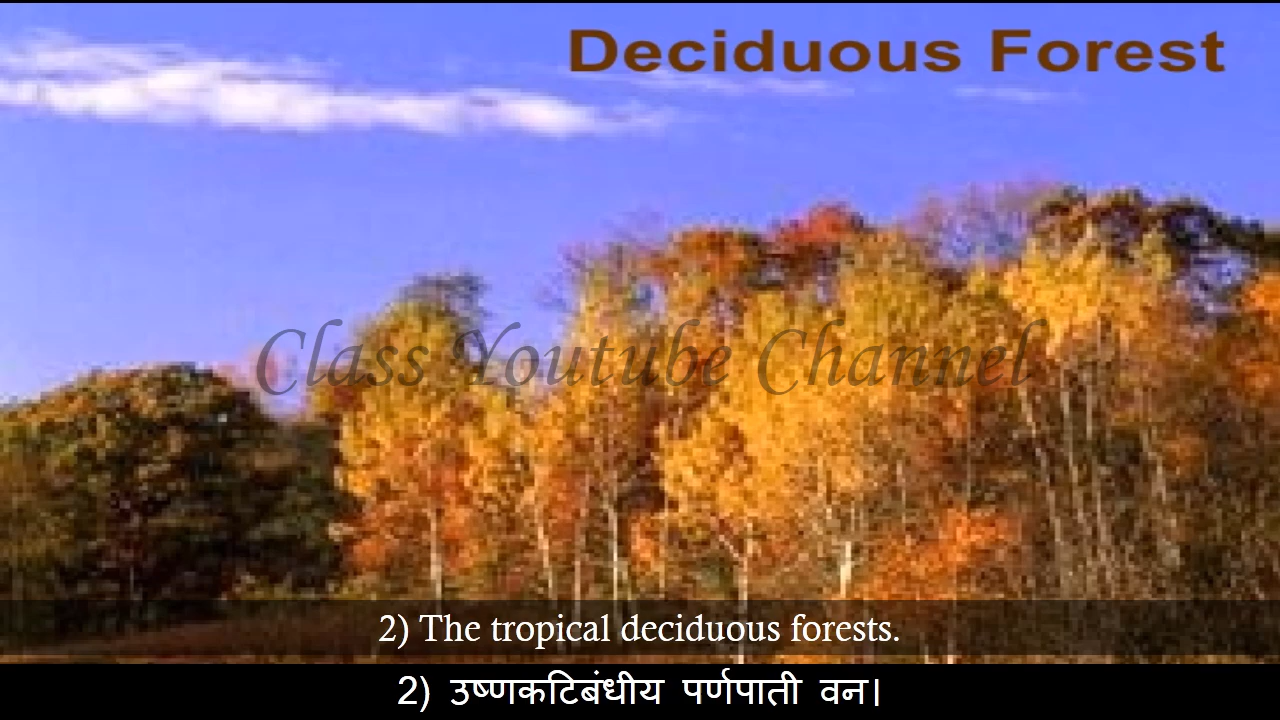 Deciduous Forest
Class Youtube Channel
2) The tropical deciduous forests.
2) उष्णकटिबंधीय पर्णपाती वन।